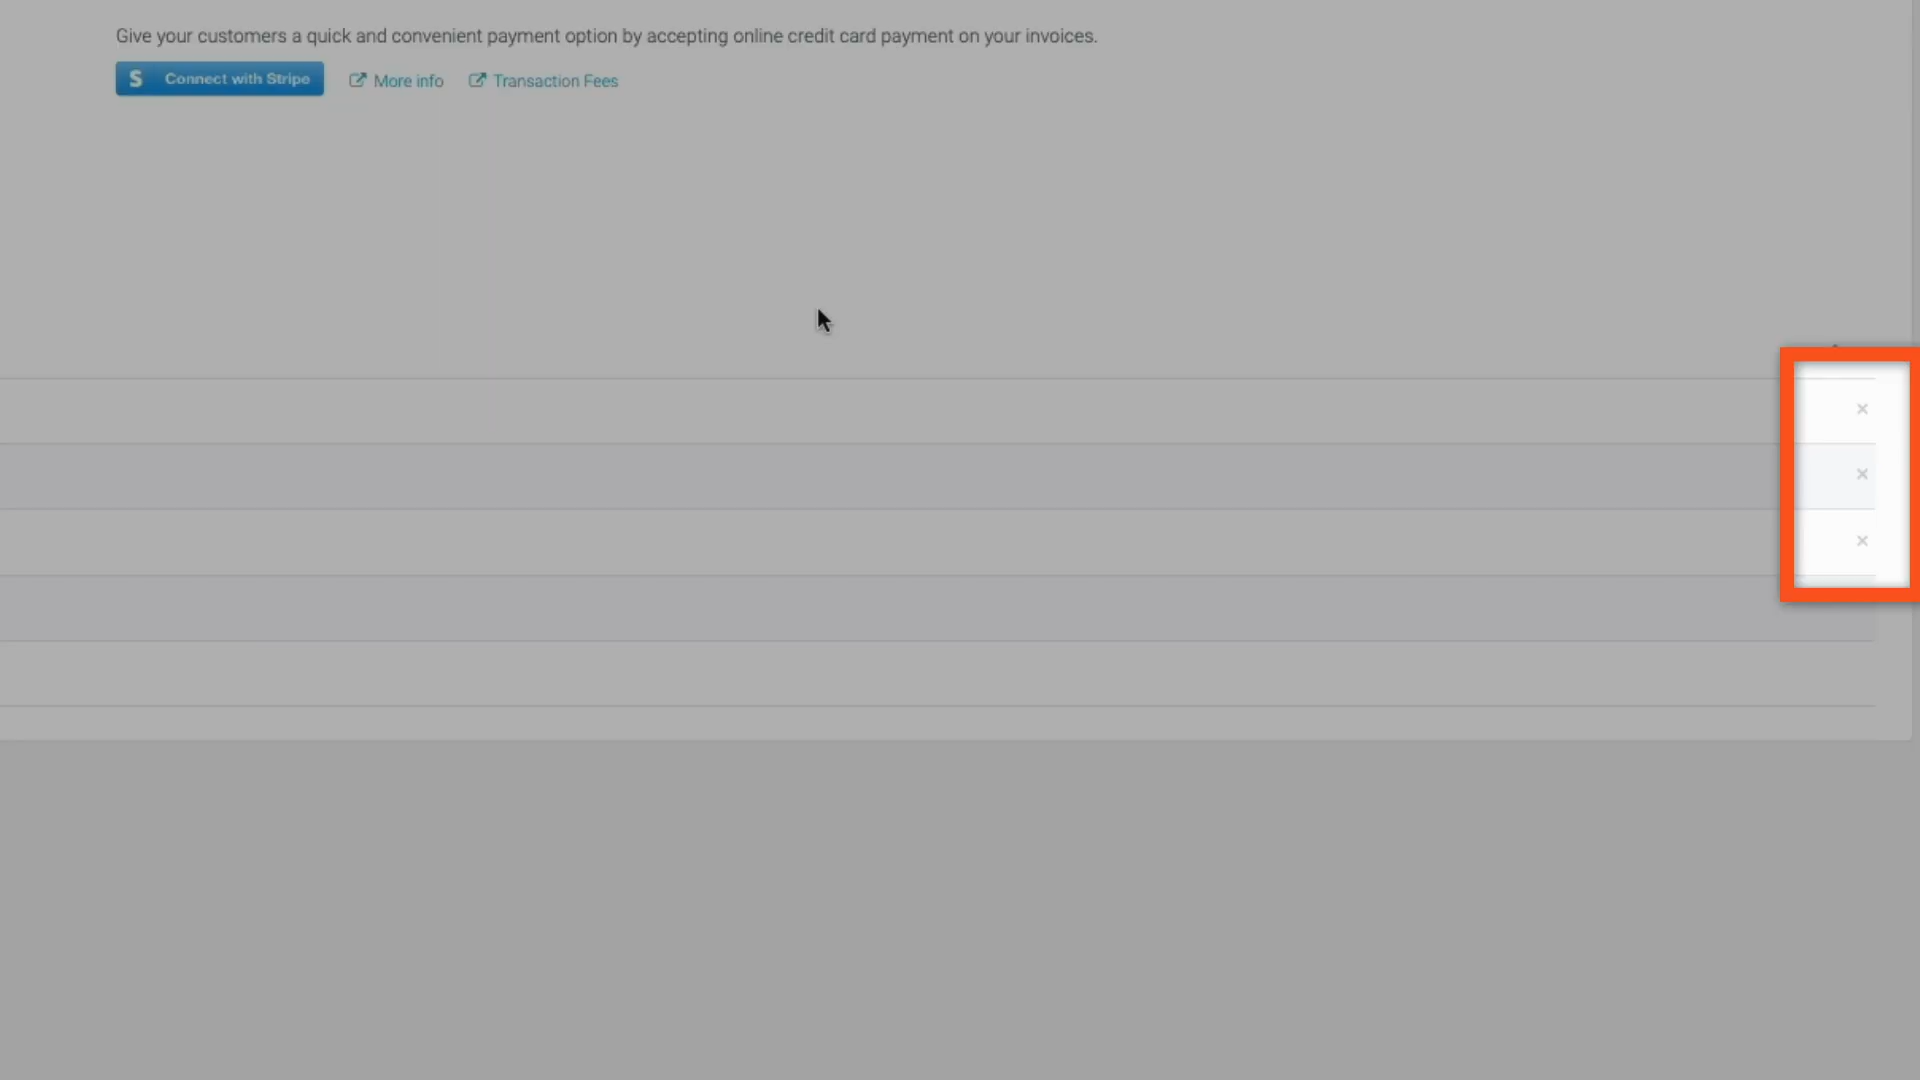 Give your customers a quick and convenient payment option by accepting online credit card payment on your invoices.
S Connect with Stripe More info Transaction Fees